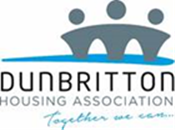 DUNBRITTON
HOUSING ASSOCIATION
Together we can...